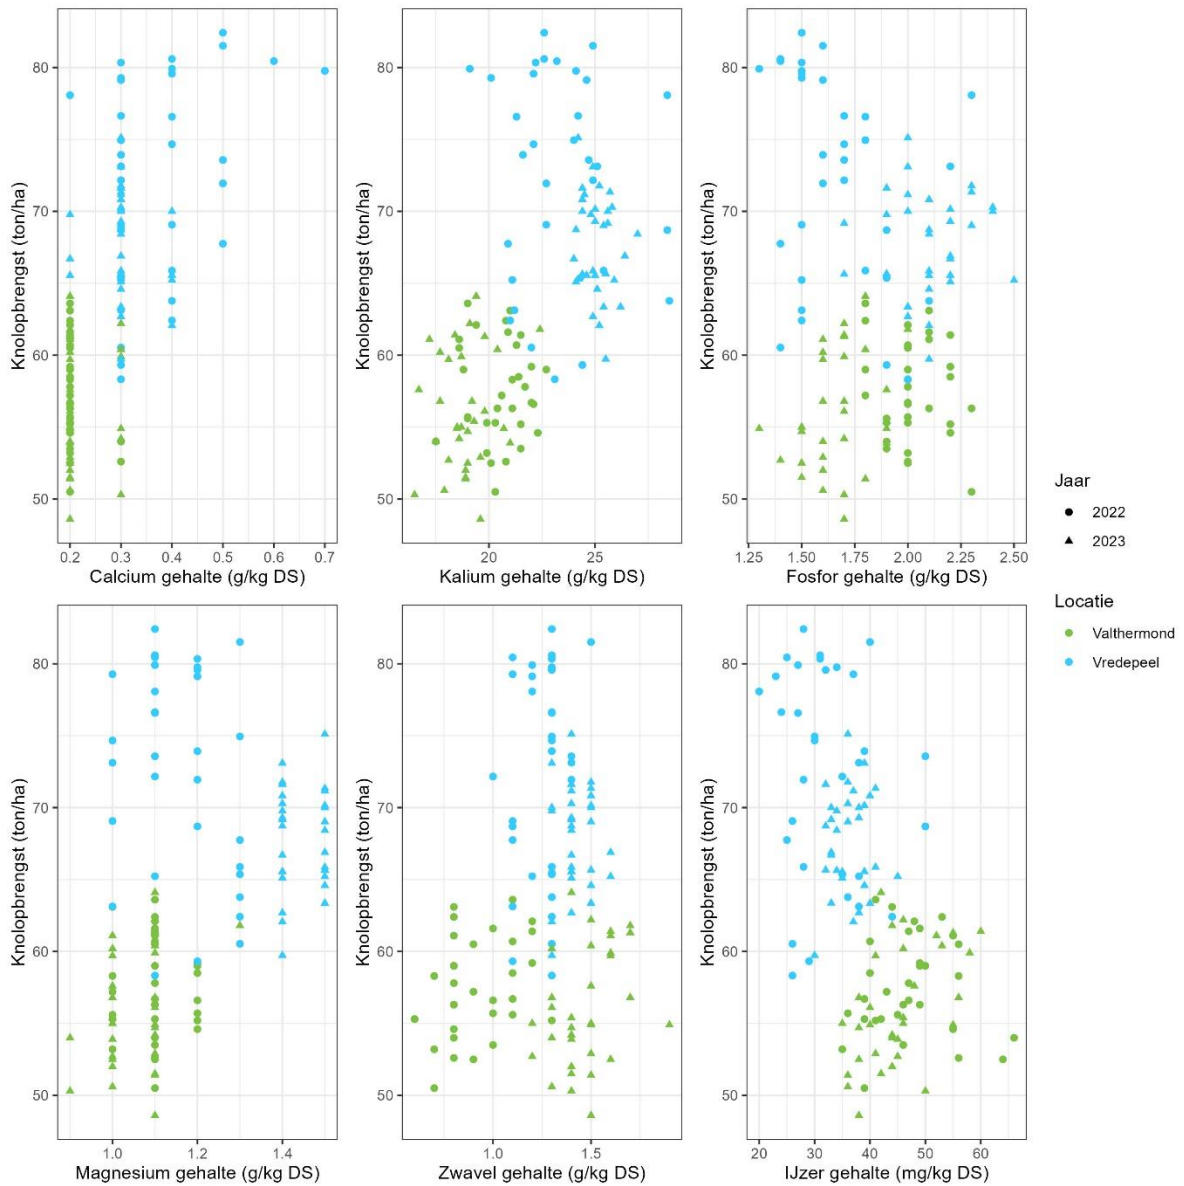 Knolopbrengst (ton/ha)
80
70
60
50
0.2 0.3 0.4 0.5 0.6 0.7
Calcium gehalte (g/kg DS)
Knolopbrengst (ton/ha)
80
70
60
50
20 25
Kalium gehalte (g/kg DS)
Knolopbrengst (ton/ha)
80
70
60
50
1.25 1.50 1.75 2.00 2.25 2.50
Fosfor gehalte (g/kg DS)
Jaar
2022
2023
Locatie
Valthermond
Vredepeel
Knolopbrengst (ton/ha)
80
70
60
50
1.0 1.2 1.4
Magnesium gehalte (g/kg DS)
Knolopbrengst (ton/ha)
80
70
60
50
1.0 1.5
Zwavel gehalte (g/kg DS)
Knolopbrengst (ton/ha)
80
70
60
50
20 30 40 50 60
IJzer gehalte (mg/kg DS)